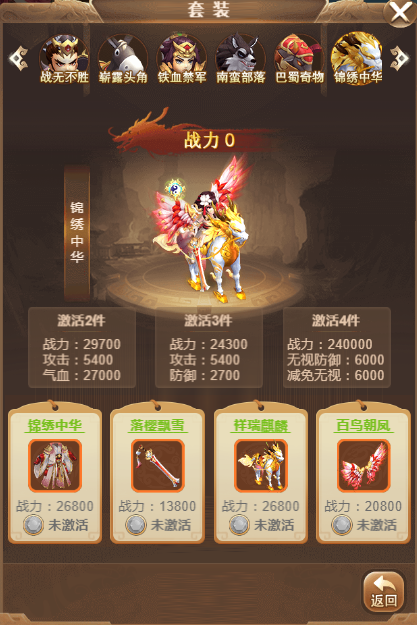 套装
战无不胜 崭露头角 铁血禁军 南蛮部落 巴蜀奇物 锦绣中华
战力 0
锦绣中华
激活2件 激活3件 激活4件
战力：29700 战力：24300 战力：240000
攻击：5400 攻击：5400 无视防御：6000
气血：27000 防御：2700 减免无视：6000
锦绣中华 落樱飘雪 祥瑞麒麟 百鸟朝凤
战力：26800 战力：13800 战力：26800 战力：20800
未激活 未激活 未激活 未激活
返回